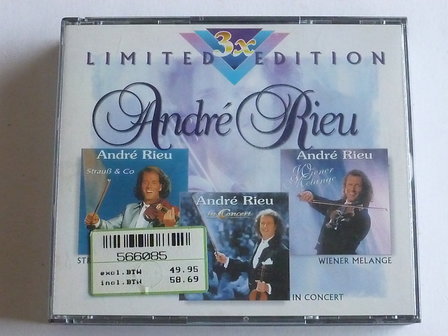 3x
LIMITED EDITION
André Rieu
André Rieu
Strauß & Co
André Rieu
Wiener Melange
André Rieu
In Concert
566085
excl.BTW 49.95
incl.BTW 58.69
ST
WIENER MELANGE
IN CONCERT